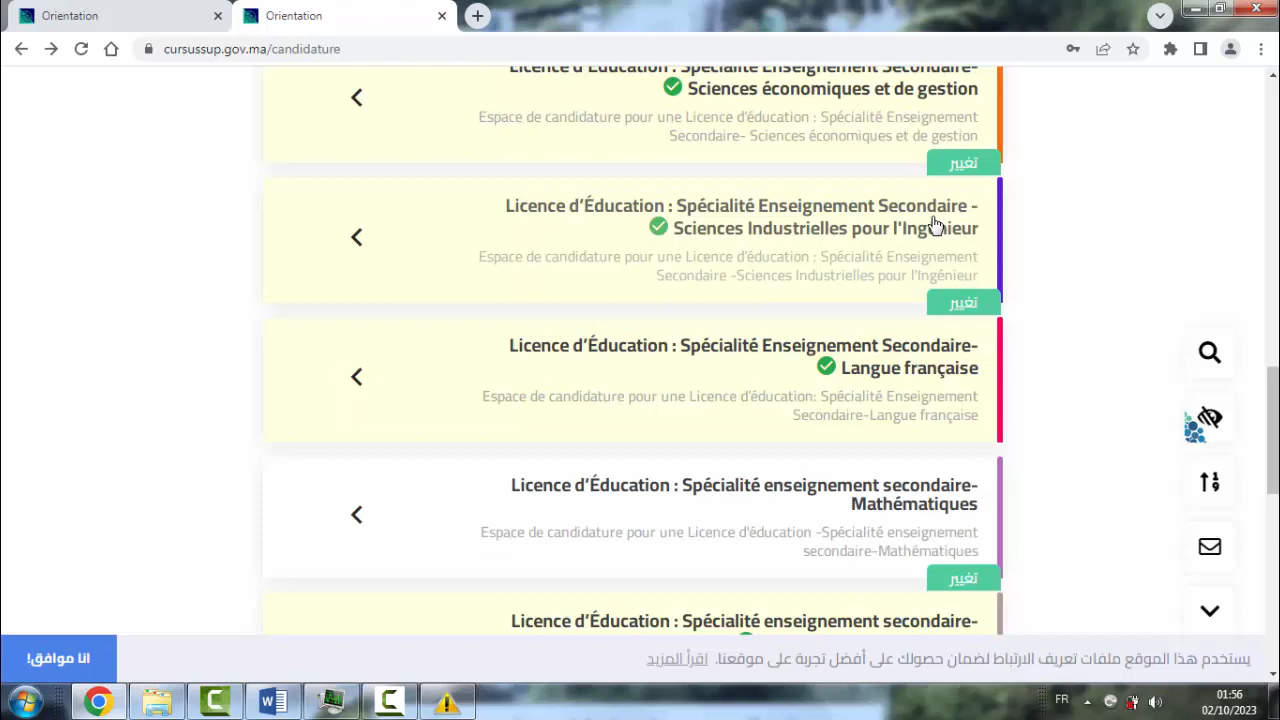 Orientation
Orientation
cursussup.gov.ma/candidature
Licence d'Éducation : Spécialité Enseignement Secondaire-
Sciences économiques et de gestion
Espace de candidature pour une Licence d'éducation : Spécialité Enseignement
Secondaire- Sciences économiques et de gestion
تغيير
Licence d'Éducation : Spécialité Enseignement Secondaire -
Sciences Industrielles pour l'Ingénieur
Espace de candidature pour une Licence d'éducation : Spécialité Enseignement
Secondaire -Sciences Industrielles pour l'Ingénieur
تغيير
Licence d'Éducation : Spécialité Enseignement Secondaire-
Langue française
Espace de candidature pour une Licence d'éducation: Spécialité Enseignement
Secondaire-Langue française
Licence d'Éducation : Spécialité enseignement secondaire-
Mathématiques
Espace de candidature pour une Licence d'éducation -Spécialité enseignement
secondaire-Mathématiques
تغيير
Licence d'Éducation : Spécialité enseignement secondaire-
يستخدم هذا الموقع ملفات تعريف الارتباط لضمان حصولك على أفضل تجربة على موقعنا. اقرأ المزيد
انا موافق!
FR
01:56
02/10/2023